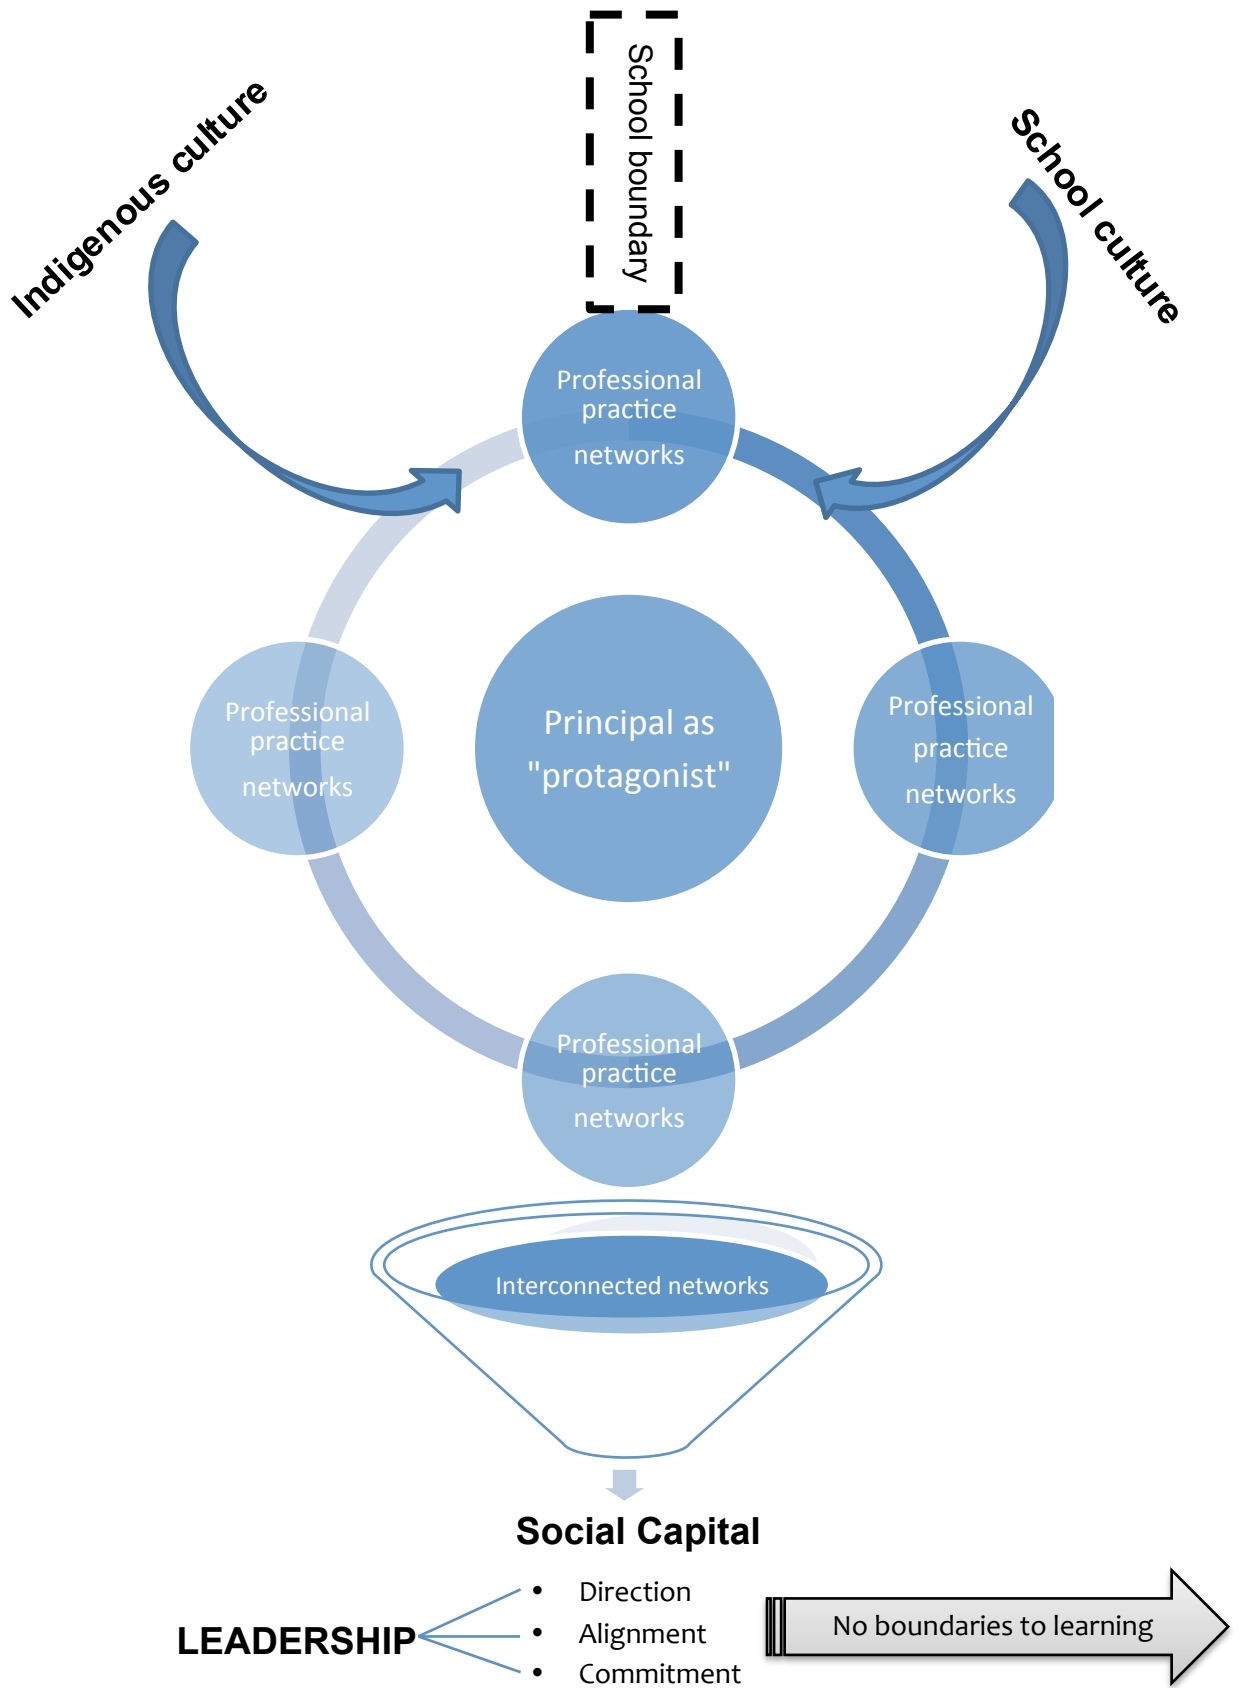 School boundary
Indigenous culture
School culture
Professional
practice
networks
Professional
practice
networks
Principal as
"protagonist"
Professional
practice
networks
Professional
practice
networks
Interconnected networks
Social Capital
LEADERSHIP
• Direction
• Alignment
• Commitment
No boundaries to learning